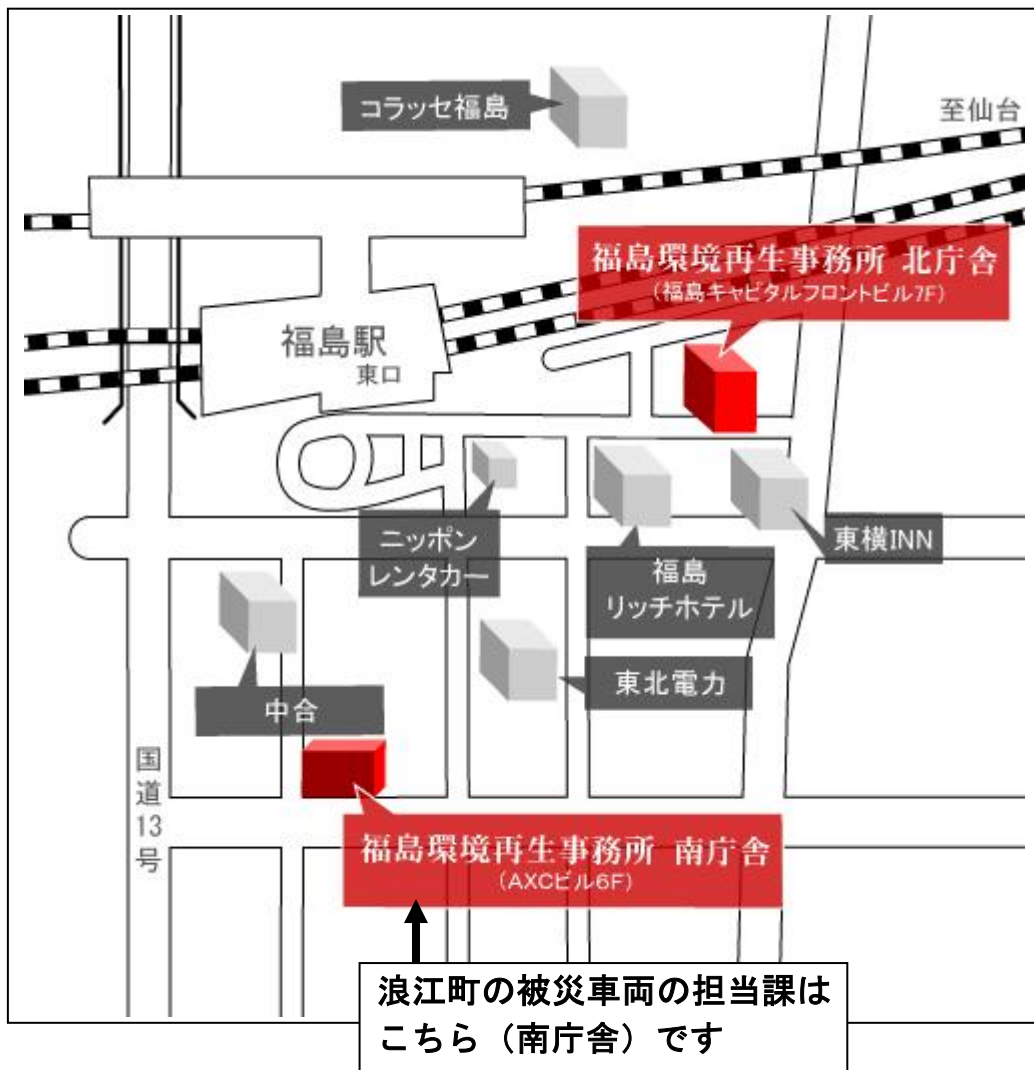 コラッセ福島
至仙台
福島環境再生事務所 北庁舎
(福島キャピタルフロントビル7F)
福島駅
東口
ニッポン
レンタカー
福島
リッチホテル
東横INN
中合
東北電力
国道13号
福島環境再生事務所 南庁舎
(AXCビル6F)
浪江町の被災車両の担当課は
こちら（南庁舎）です